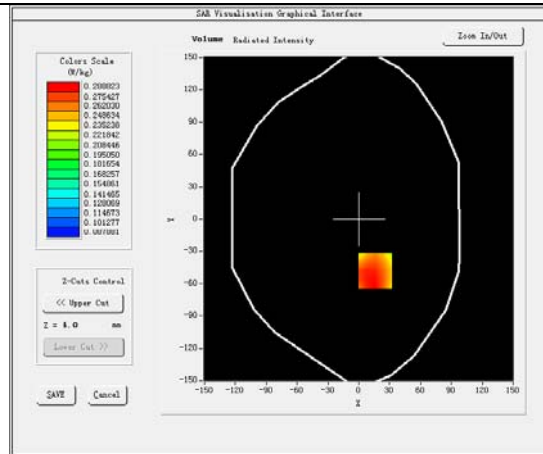 SAR Visualisation Graphical Interface
Volume Radiated Intensity
Zoom In/Out
Colors Scale
(W/kg)
0.288823
0.275427
0.262030
0.248634
0.235238
0.221842
0.208446
0.195050
0.181654
0.168257
0.154861
0.141465
0.128069
0.114673
0.101277
0.087881
150
120
90
60
30
0
-30
-60
-90
-120
-150
Y
-150 -120 -90 -60 -30 0 30 60 90 120 150
X
Z-Cuts Control
<< Upper Cut
Z = 4.0 mm
Lower Cut >>
SAVE
Cancel